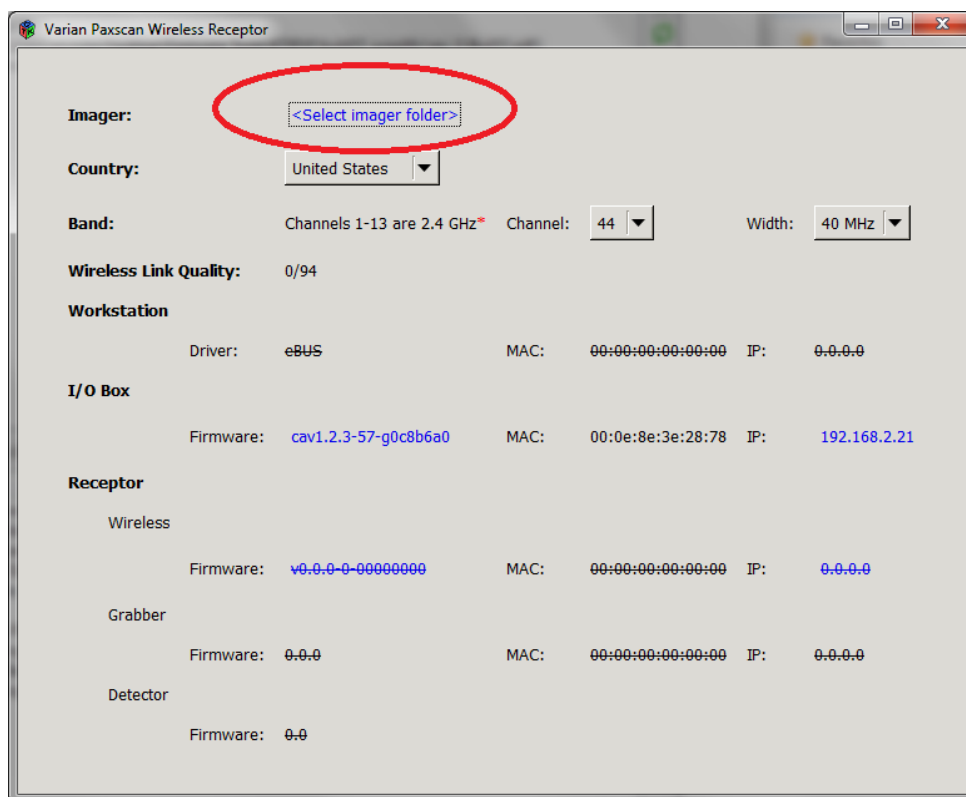 Varian Paxscan Wireless Receptor
Imager: <Select imager folder>
Country: United States
Band: Channels 1-13 are 2.4 GHz* Channel: 44 Width: 40 MHz
Wireless Link Quality: 0/94
Workstation
Driver: eBUS MAC: 00:00:00:00:00:00 IP: 0.0.0.0
I/O Box
Firmware: cav1.2.3-57-g0c8b6a0 MAC: 00:0e:8e:3e:28:78 IP: 192.168.2.21
Receptor
Wireless
Firmware: v0.0.0-0-00000000 MAC: 00:00:00:00:00:00 IP: 0.0.0.0
Grabber
Firmware: 0.0.0 MAC: 00:00:00:00:00:00 IP: 0.0.0.0
Detector
Firmware: 0.0